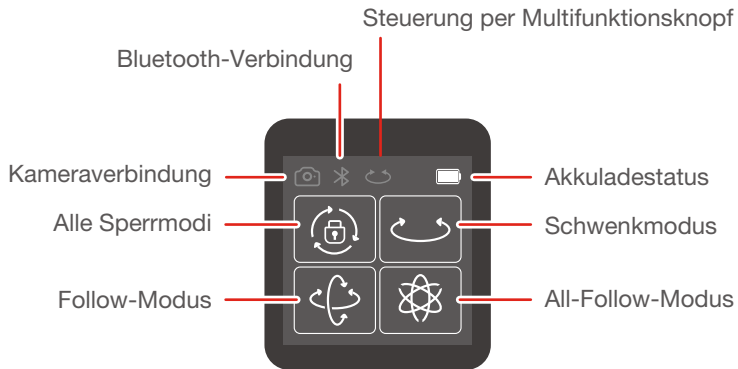 Steuerung per Multifunktionsknopf
Bluetooth-Verbindung
Kameraverbindung
Akkuladestatus
Alle Sperrmodi
Schwenkmodus
Follow-Modus
All-Follow-Modus